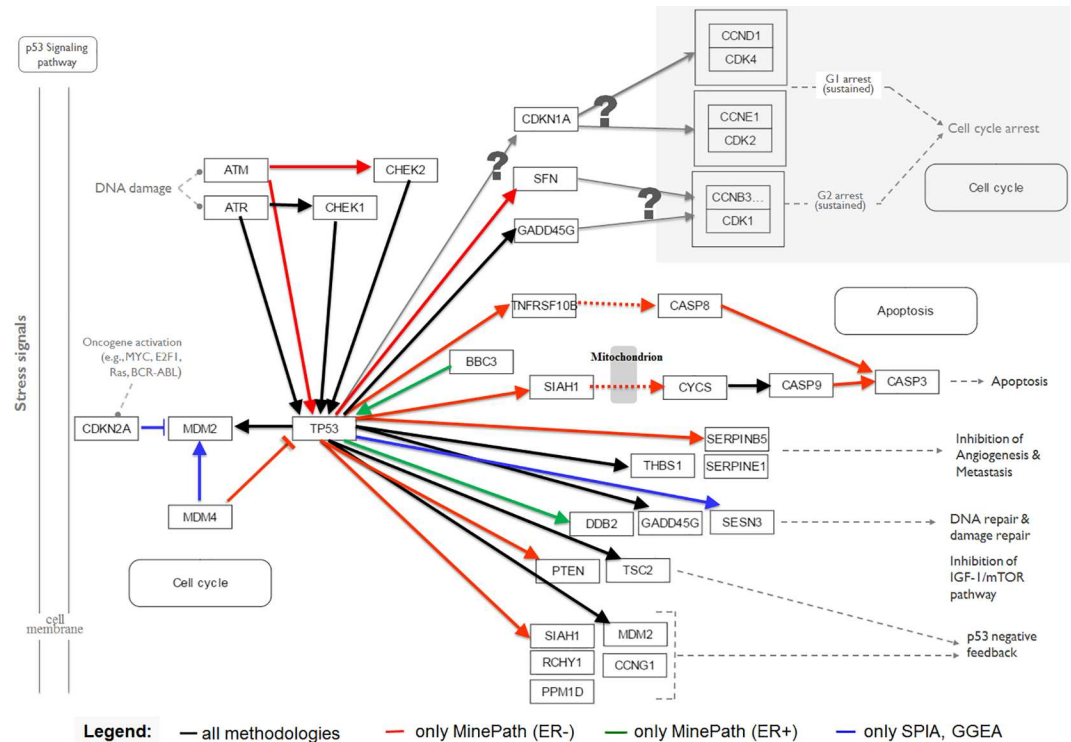 p53 Signaling
pathway
CCND1
CDK4
G1 arrest
(sustained)
CDKN1A
?
CCNE1
CDK2
Cell cycle arrest
ATM
CHEK2
?
DNA damage
SFN
?
CCNB3...
CDK1
G2 arrest
(sustained)
Cell cycle
ATR
CHEK1
GADD45G
Stress signals
TNFRSF10B
CASP8
Apoptosis
Oncogene activation
(e.g., MYC, E2F1,
Ras, BCR-ABL)
BBC3
Mitochondrion
SIAH1
CYCS
CASP9
CASP3
Apoptosis
CDKN2A
MDM2
TP53
SERPINB5
THBS1
SERPINE1
Inhibition of
Angiogenesis &
Metastasis
MDM4
DDB2
GADD45G
SESN3
DNA repair &
damage repair
Cell cycle
PTEN
TSC2
Inhibition of
IGF-1/mTOR
pathway
cell
membrane
SIAH1
MDM2
RCHY1
CCNG1
PPM1D
p53 negative
feedback
Legend: all methodologies only MinePath (ER-) only MinePath (ER+) only SPIA, GGEA